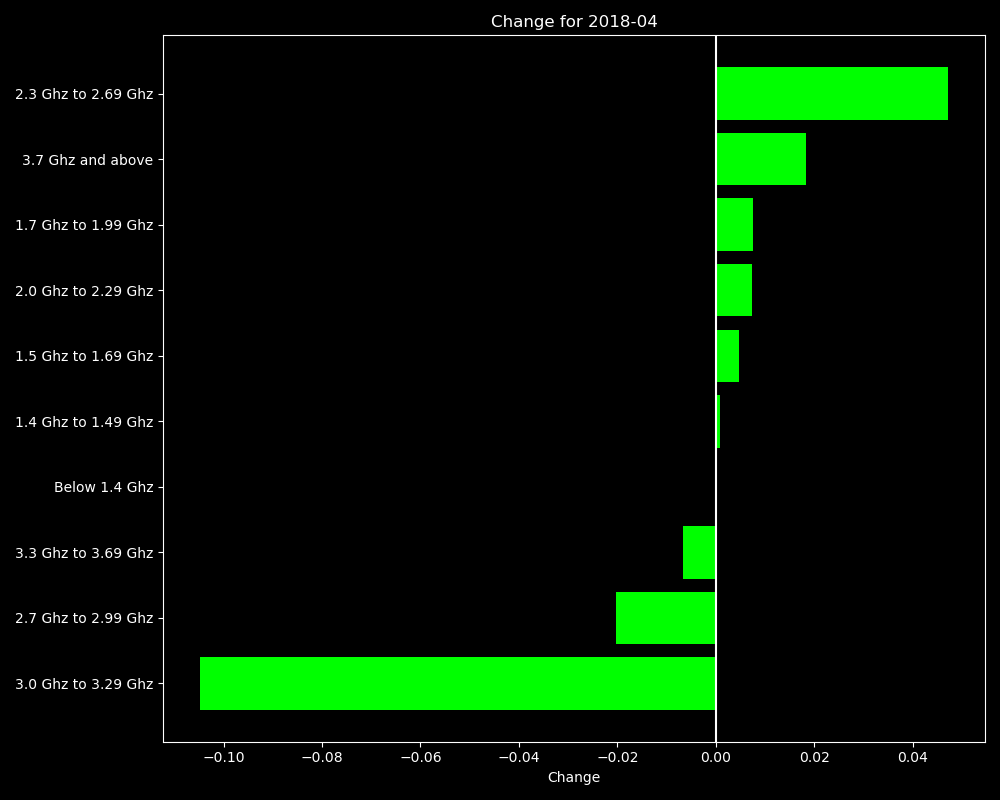 Change for 2018-04
2.3 Ghz to 2.69 Ghz
3.7 Ghz and above
1.7 Ghz to 1.99 Ghz
2.0 Ghz to 2.29 Ghz
1.5 Ghz to 1.69 Ghz
1.4 Ghz to 1.49 Ghz
Below 1.4 Ghz
3.3 Ghz to 3.69 Ghz
2.7 Ghz to 2.99 Ghz
3.0 Ghz to 3.29 Ghz
−0.10 −0.08 −0.06 −0.04 −0.02 0.00 0.02 0.04
Change